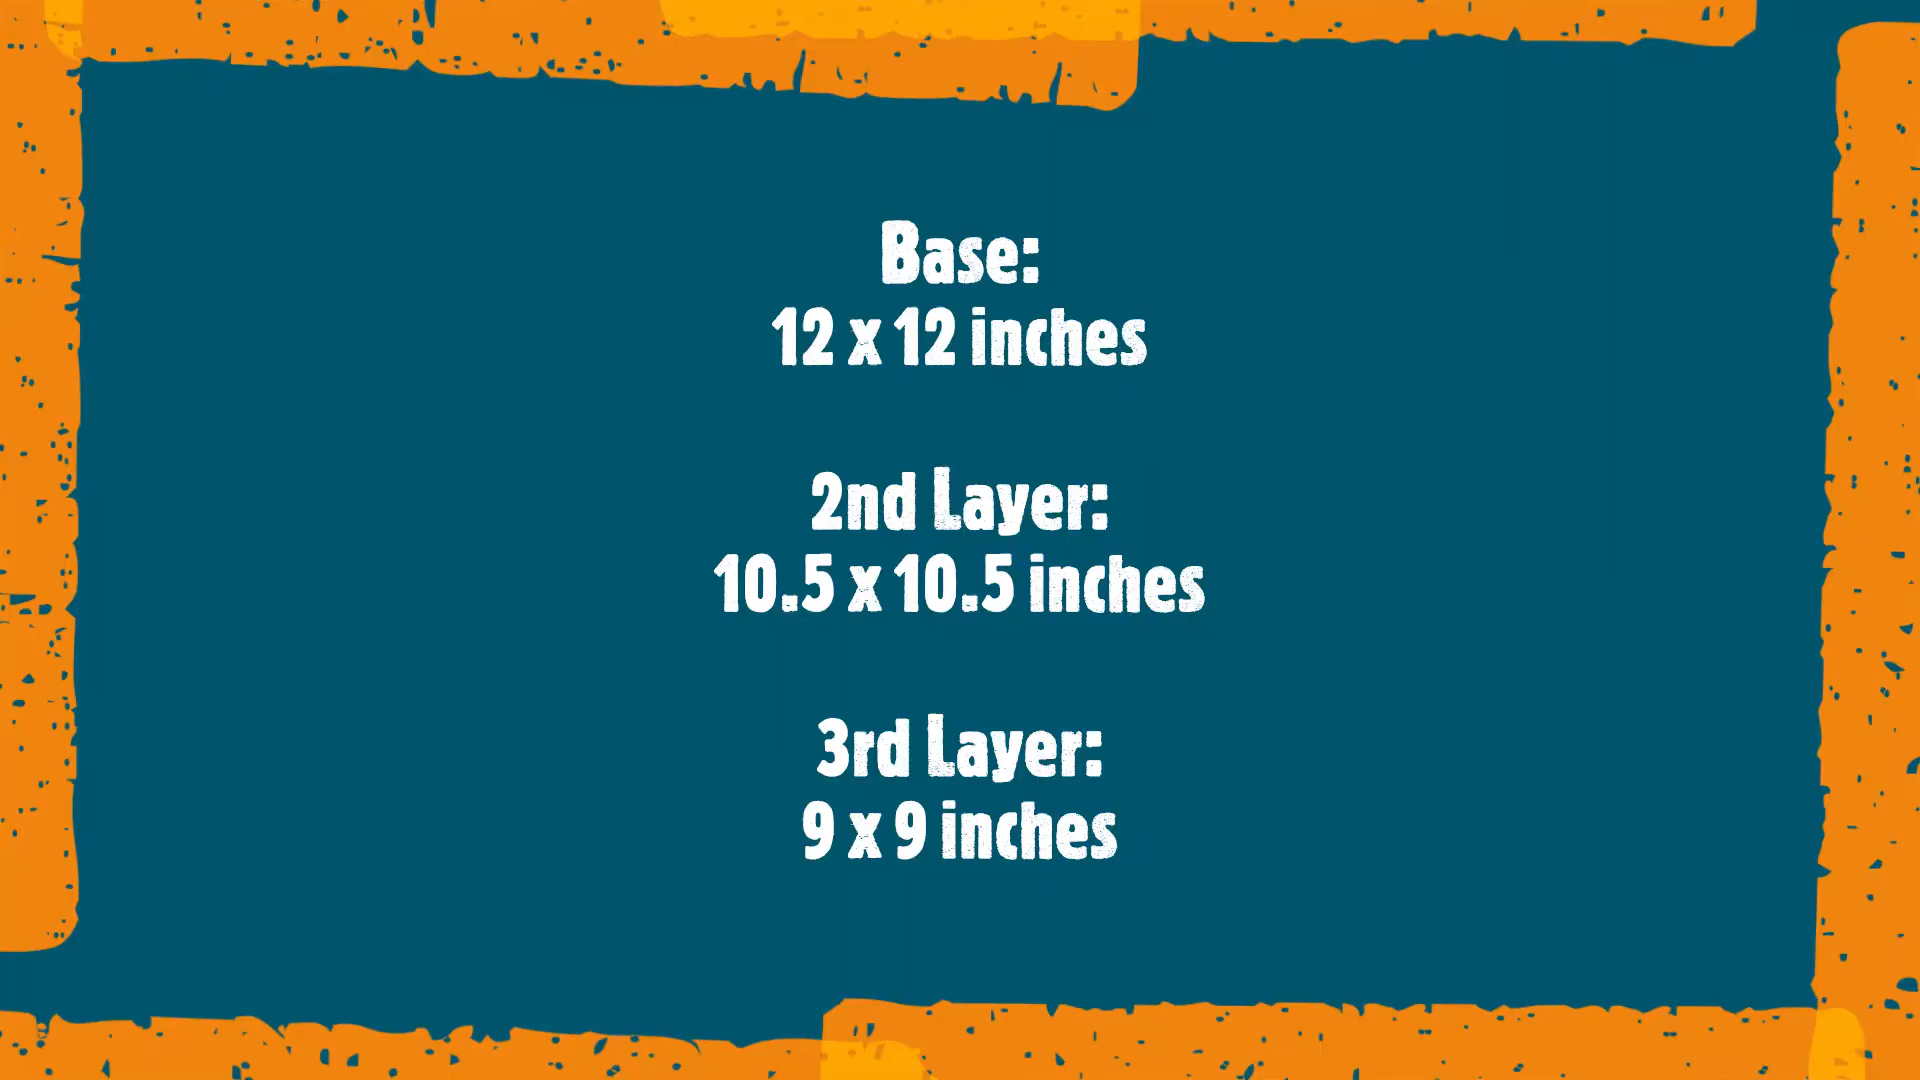 Base:
12 x 12 inches
2nd Layer:
10.5 x 10.5 inches
3rd Layer:
9 x 9 inches